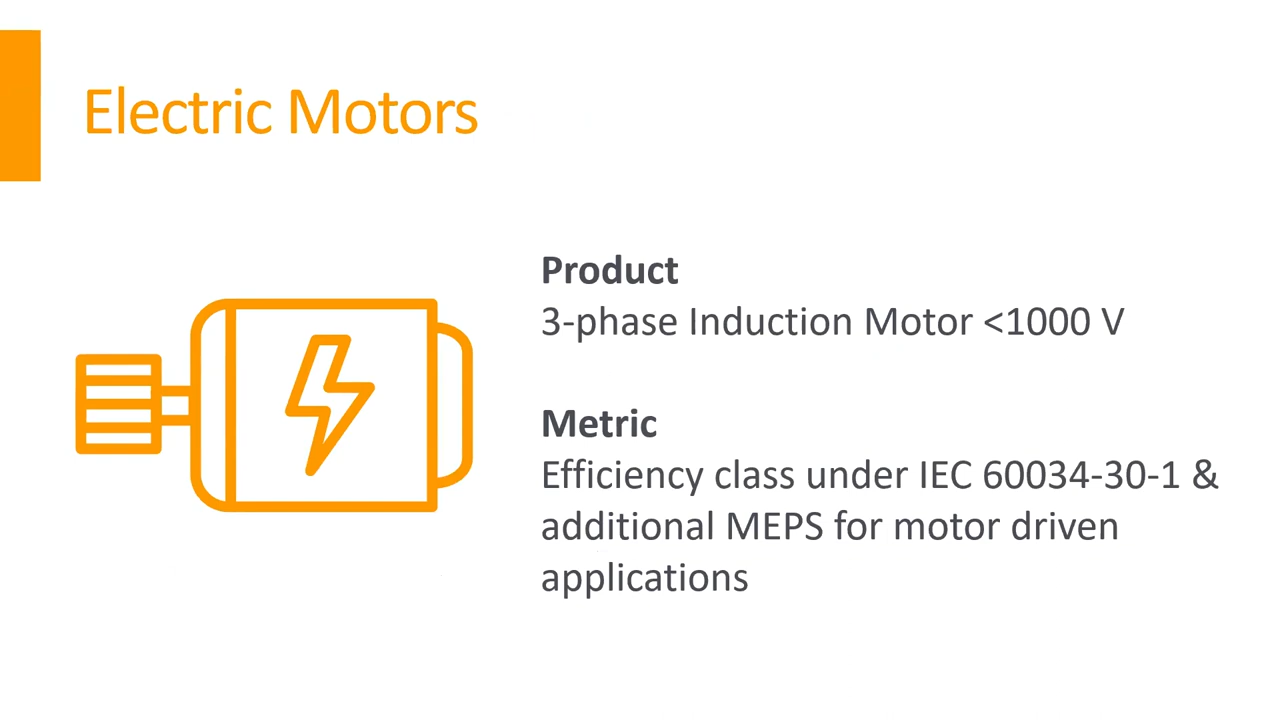 Electric Motors
Product
3-phase Induction Motor <1000 V
Metric
Efficiency class under IEC 60034-30-1 &
additional MEPS for motor driven
applications